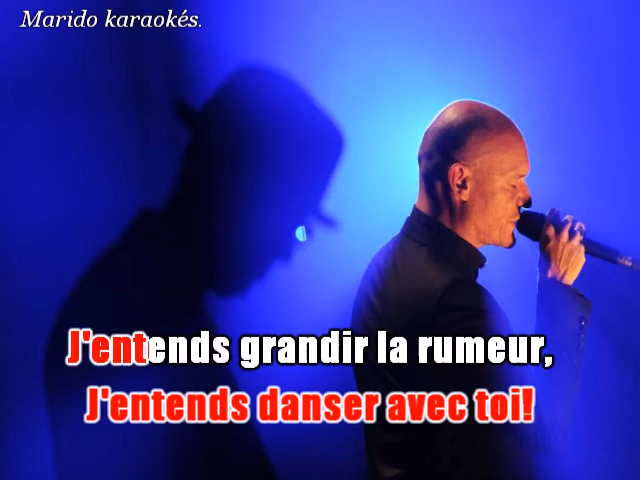 Marido karaokés.
J'entends grandir la rumeur,
J'entends danser avec toi!